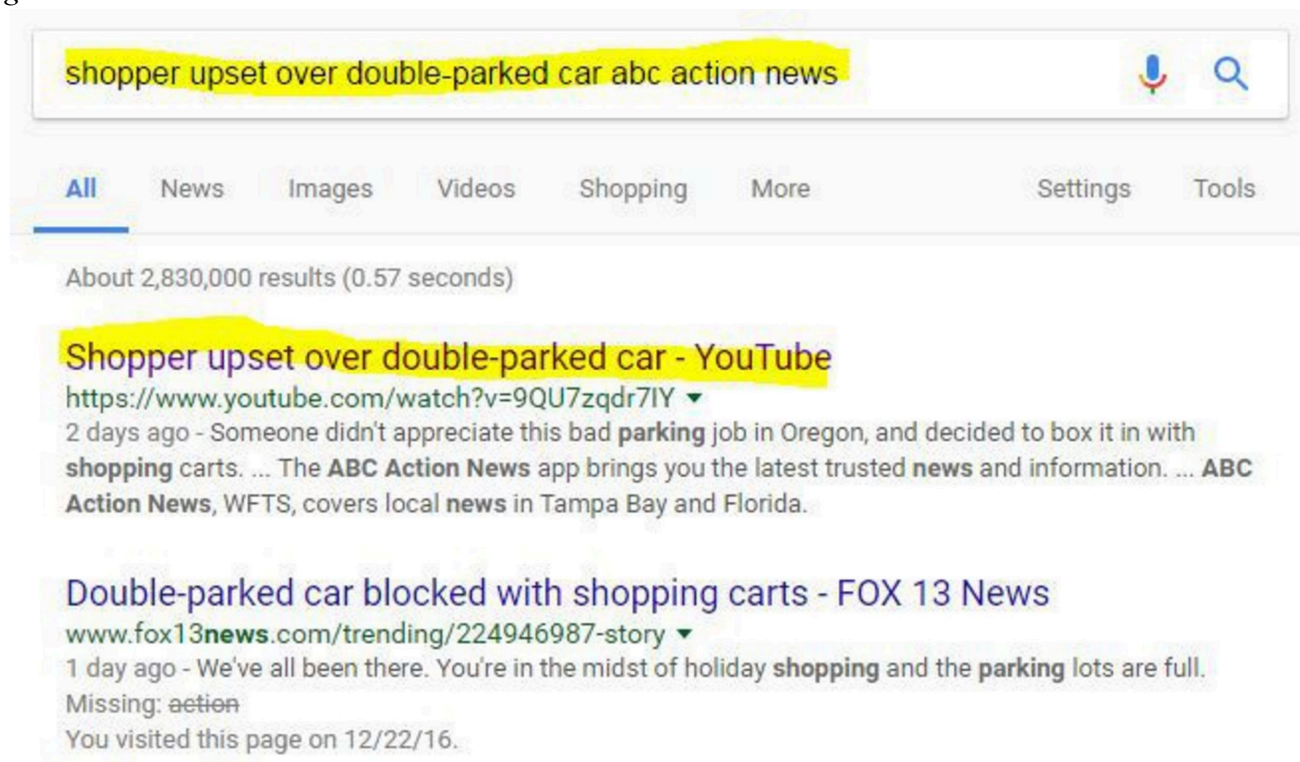 shopper upset over double-parked car abc action news
All News Images Videos Shopping More Settings Tools
About 2,830,000 results (0.57 seconds)
Shopper upset over double-parked car - YouTube
https://www.youtube.com/watch?v=9QU7zqdr7IY
2 days ago - Someone didn't appreciate this bad parking job in Oregon, and decided to box it in with
shopping carts. ... The ABC Action News app brings you the latest trusted news and information. ... ABC
Action News, WFTS, covers local news in Tampa Bay and Florida.
Double-parked car blocked with shopping carts - FOX 13 News
www.fox13news.com/trending/224946987-story
1 day ago - We've all been there. You're in the midst of holiday shopping and the parking lots are full.
Missing: action
You visited this page on 12/22/16.